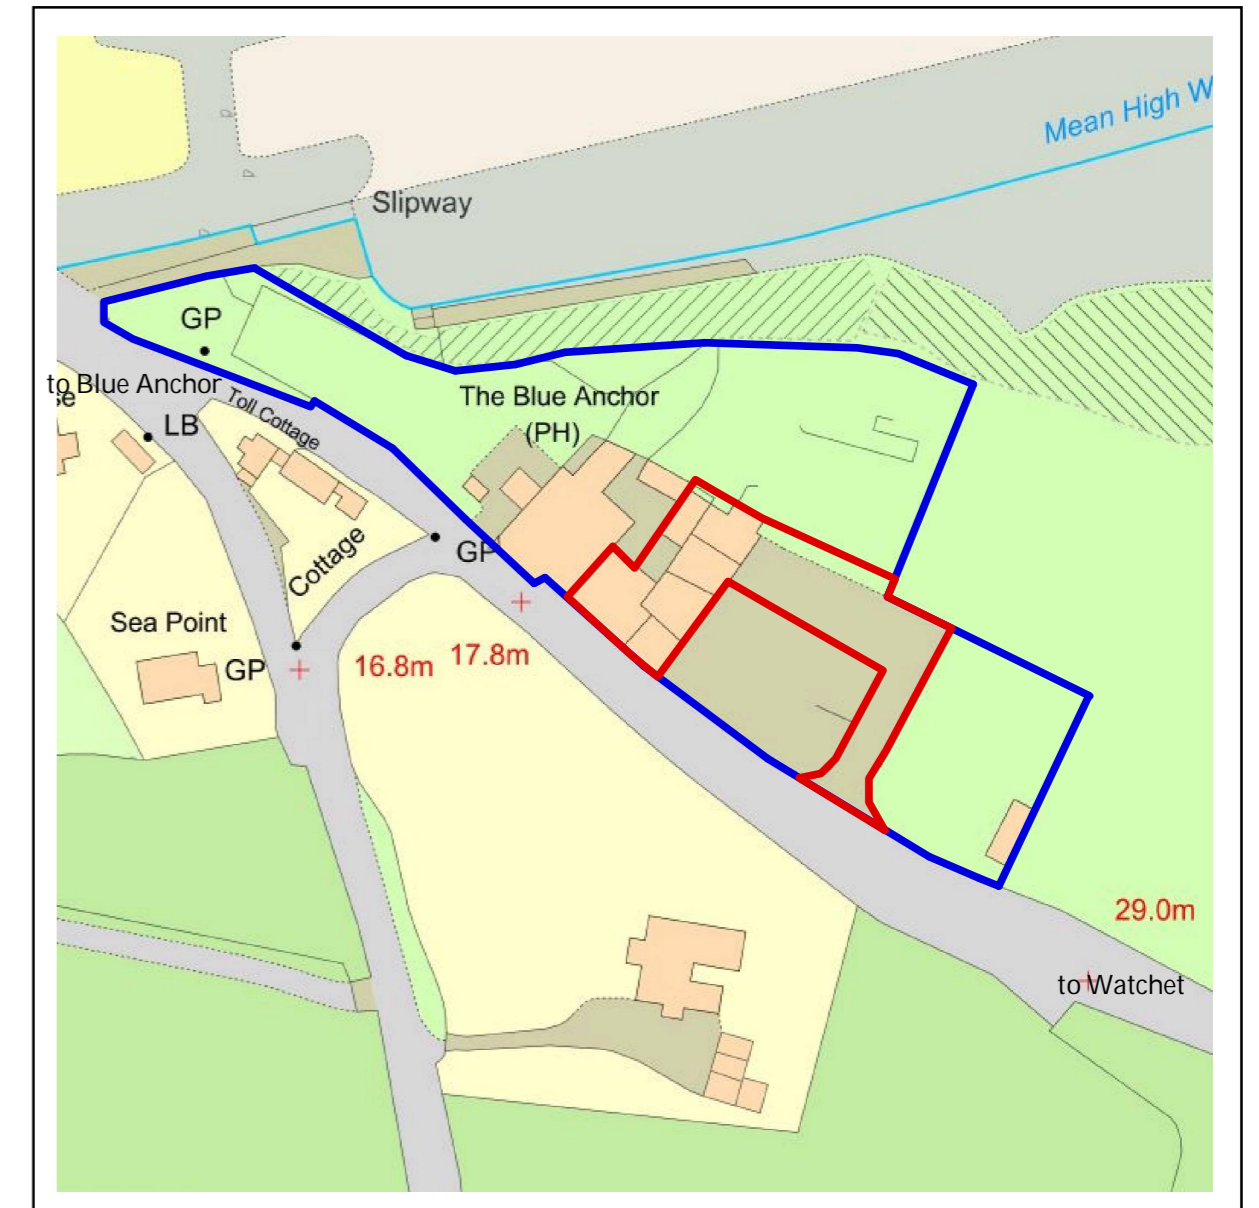 Mean High W
Slipway
GP
to Blue Anchor
se
Toll Cottage
The Blue Anchor
(PH)
LB
GP
Cottage
Sea Point
GP
16.8m
17.8m
29.0m
to Watchet